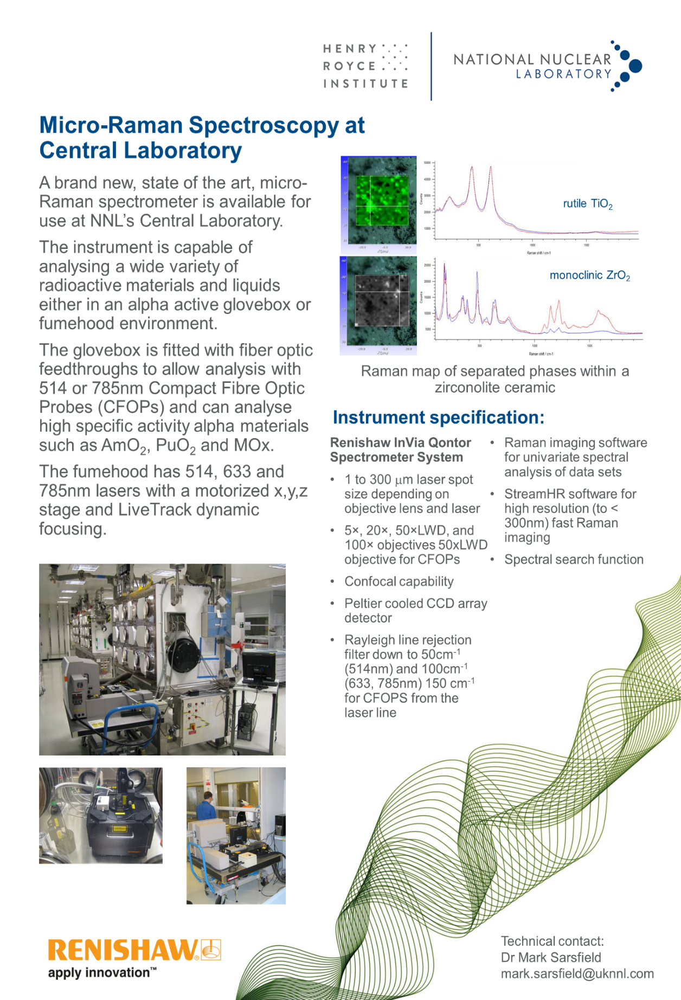 HENRY
ROYCE
INSTITUTE
NATIONAL NUCLEAR
LABORATORY
Micro-Raman Spectroscopy at
Central Laboratory
A brand new, state of the art, micro-
Raman spectrometer is available for
use at NNL's Central Laboratory.
The instrument is capable of
analysing a wide variety of
radioactive materials and liquids
either in an alpha active glovebox or
fumehood environment.
The glovebox is fitted with fiber optic
feedthroughs to allow analysis with
514 or 785nm Compact Fibre Optic
Probes (CFOPs) and can analyse
high specific activity alpha materials
such as AmO₂, PuO₂ and MOx.
The fumehood has 514, 633 and
785nm lasers with a motorized x,y,z
stage and LiveTrack dynamic
focusing.
rutile TiO₂
Counts
500 1000 1500
Raman shift / cm-1
monoclinic ZrO₂
Counts
500 1000 1500
Raman shift / cm-1
Raman map of separated phases within a
zirconolite ceramic
Instrument specification:
Renishaw InVia Qontor
Spectrometer System
• 1 to 300 μm laser spot
size depending on
objective lens and laser
• 5×, 20×, 50×LWD, and
100× objectives 50xLWD
objective for CFOPs
• Confocal capability
• Peltier cooled CCD array
detector
• Rayleigh line rejection
filter down to 50cm⁻¹
(514nm) and 100cm⁻¹
(633, 785nm) 150 cm⁻¹
for CFOPS from the
laser line
• Raman imaging software
for univariate spectral
analysis of data sets
• StreamHR software for
high resolution (to <
300nm) fast Raman
imaging
• Spectral search function
RENISHAW®
apply innovation™
Technical contact:
Dr Mark Sarsfield
mark.sarsfield@uknnl.com